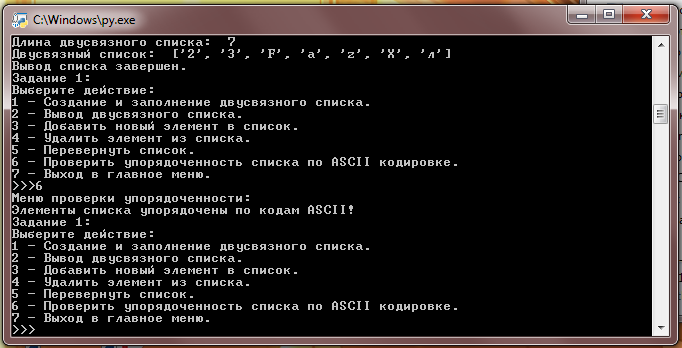 C:\Windows\py.exe
Длина двусвязного списка:  7
Двусвязный список:  ['2', '3', 'F', 'a', 'z', 'X', 'л']
Вывод списка завершен.
Задание 1:
Выберите действие:
1 - Создание и заполнение двусвязного списка.
2 - Вывод двусвязного списка.
3 - Добавить новый элемент в список.
4 - Удалить элемент из списка.
5 - Перевернуть список.
6 - Проверить упорядоченность списка по ASCII кодировке.
7 - Выход в главное меню.
>>>6
Меню проверки упорядоченности:
Элементы списка упорядочены по кодам ASCII!
Задание 1:
Выберите действие:
1 - Создание и заполнение двусвязного списка.
2 - Вывод двусвязного списка.
3 - Добавить новый элемент в список.
4 - Удалить элемент из списка.
5 - Перевернуть список.
6 - Проверить упорядоченность списка по ASCII кодировке.
7 - Выход в главное меню.
>>>